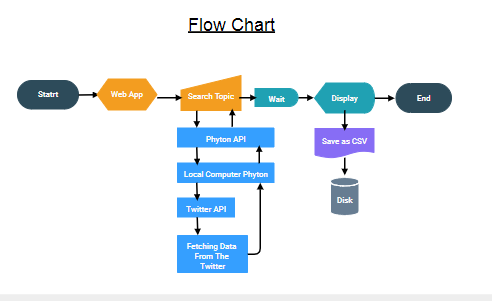 Flow Chart
Statrt
Web App
Search Topic
Wait
Display
End
Phyton API
Save as CSV
Local Computer Phyton
Twitter API
Disk
Fetching Data
From The
Twitter